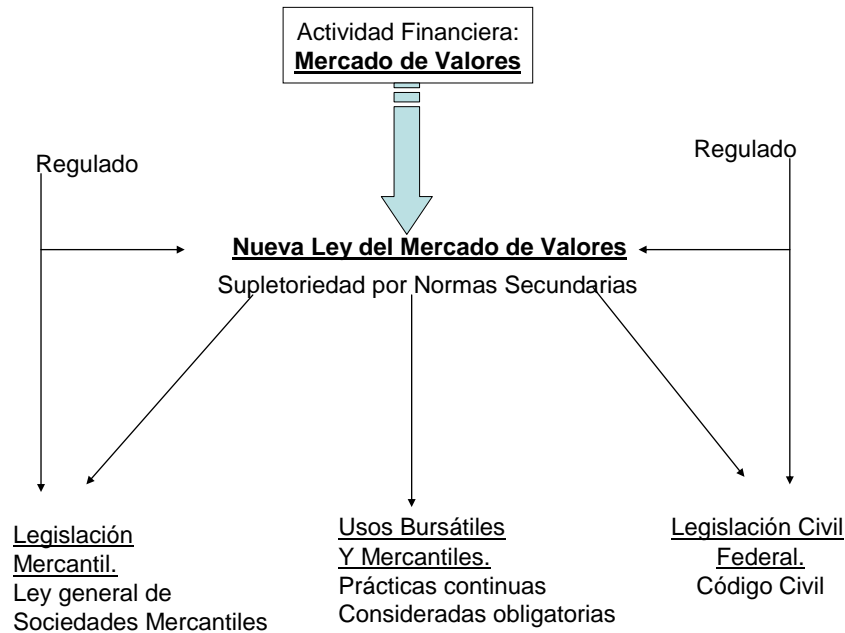 Actividad Financiera:
Mercado de Valores
Regulado
Regulado
Nueva Ley del Mercado de Valores
Supletoriedad por Normas Secundarias
Legislación
Mercantil.
Ley general de
Sociedades Mercantiles
Usos Bursátiles
Y Mercantiles.
Prácticas continuas
Consideradas obligatorias
Legislación Civil
Federal.
Código Civil